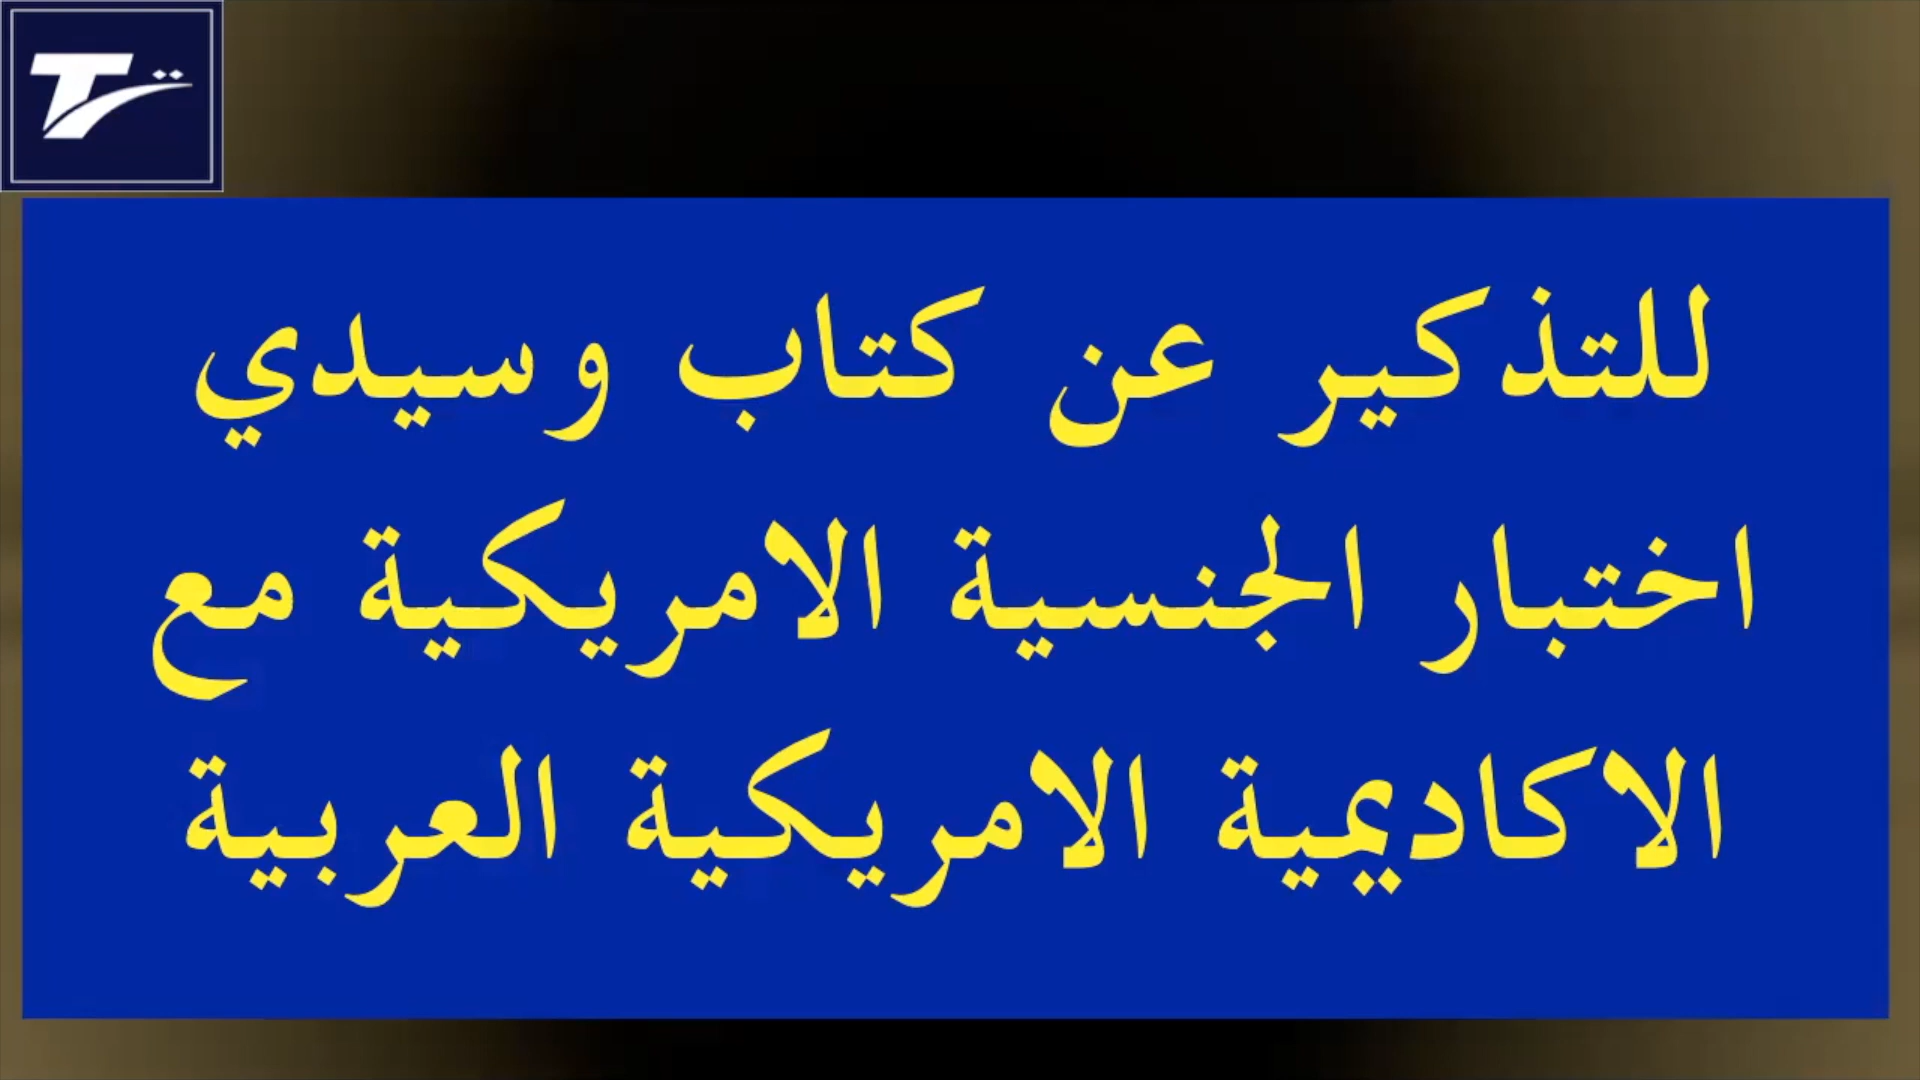 للتذكير عن كتاب وسيدي
اختبار الجنسية الامريكية مع
الاكاديمية الامريكية العربية